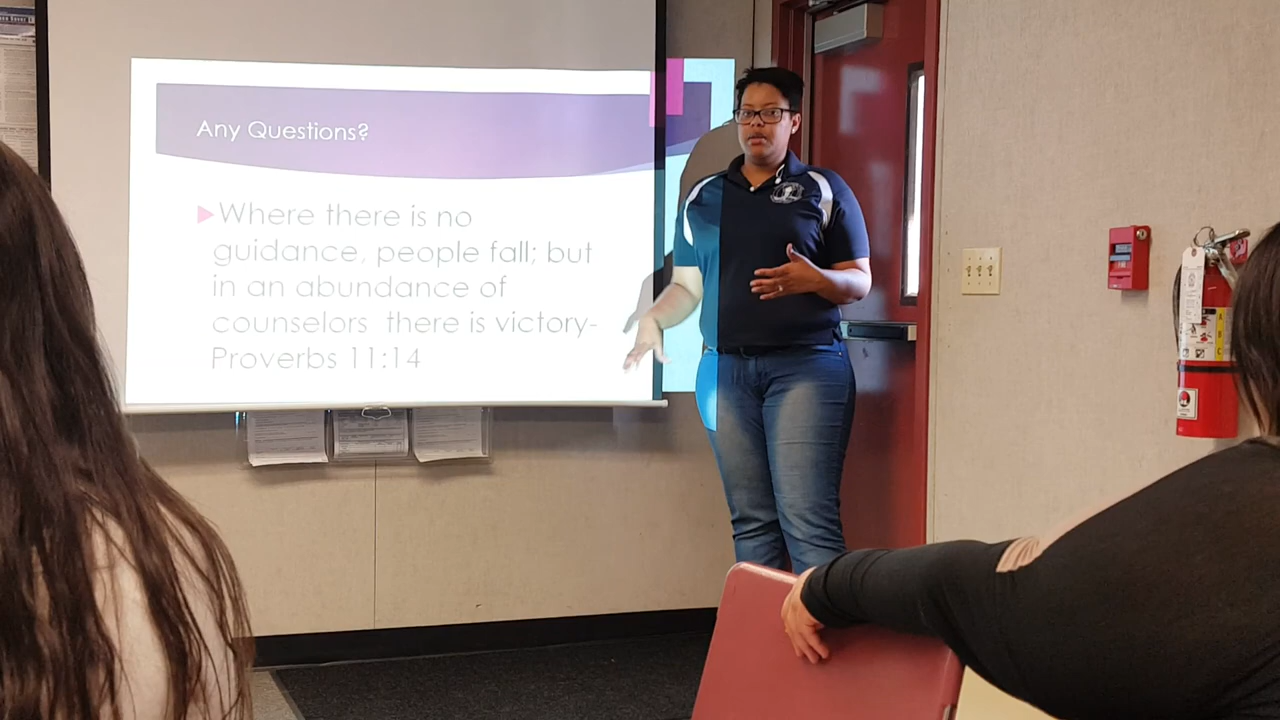 Any Questions?
Where there is no
guidance, people fall; but
in an abundance of
counselors there is victory-
Proverbs 11:14
A
B
C